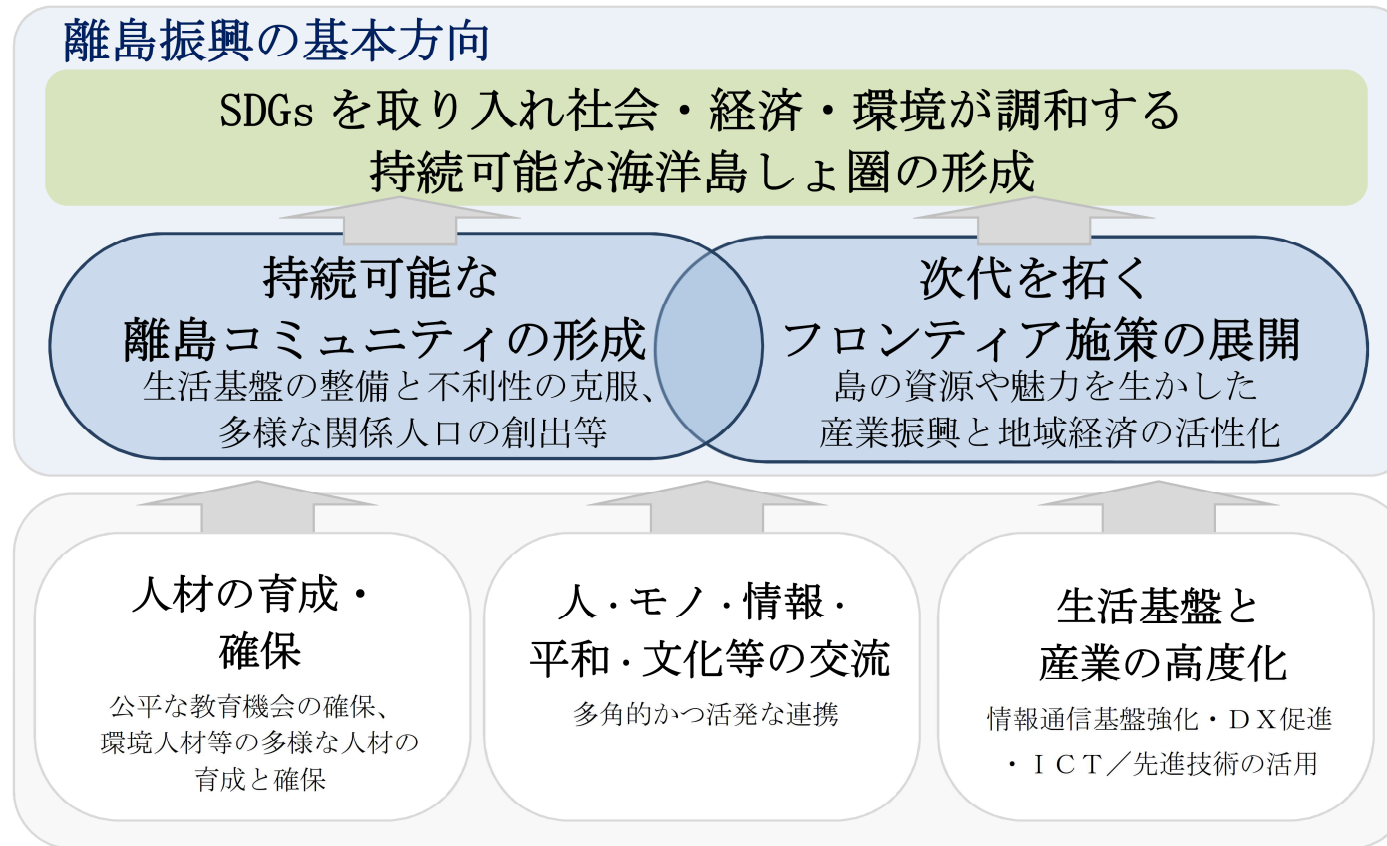 離島振興の基本方向
SDGs を取り入れ社会・経済・環境が調和する
持続可能な海洋島しょ圏の形成
持続可能な
離島コミュニティの形成
生活基盤の整備と不利性の克服、
多様な関係人口の創出等
次代を拓く
フロンティア施策の展開
島の資源や魅力を生かした
産業振興と地域経済の活性化
人材の育成・
確保
公平な教育機会の確保、
環境人材等の多様な人材の
育成と確保
人・モノ・情報・
平和・文化等の交流
多角的かつ活発な連携
生活基盤と
産業の高度化
情報通信基盤強化・ＤＸ促進
・ＩＣＴ／先進技術の活用